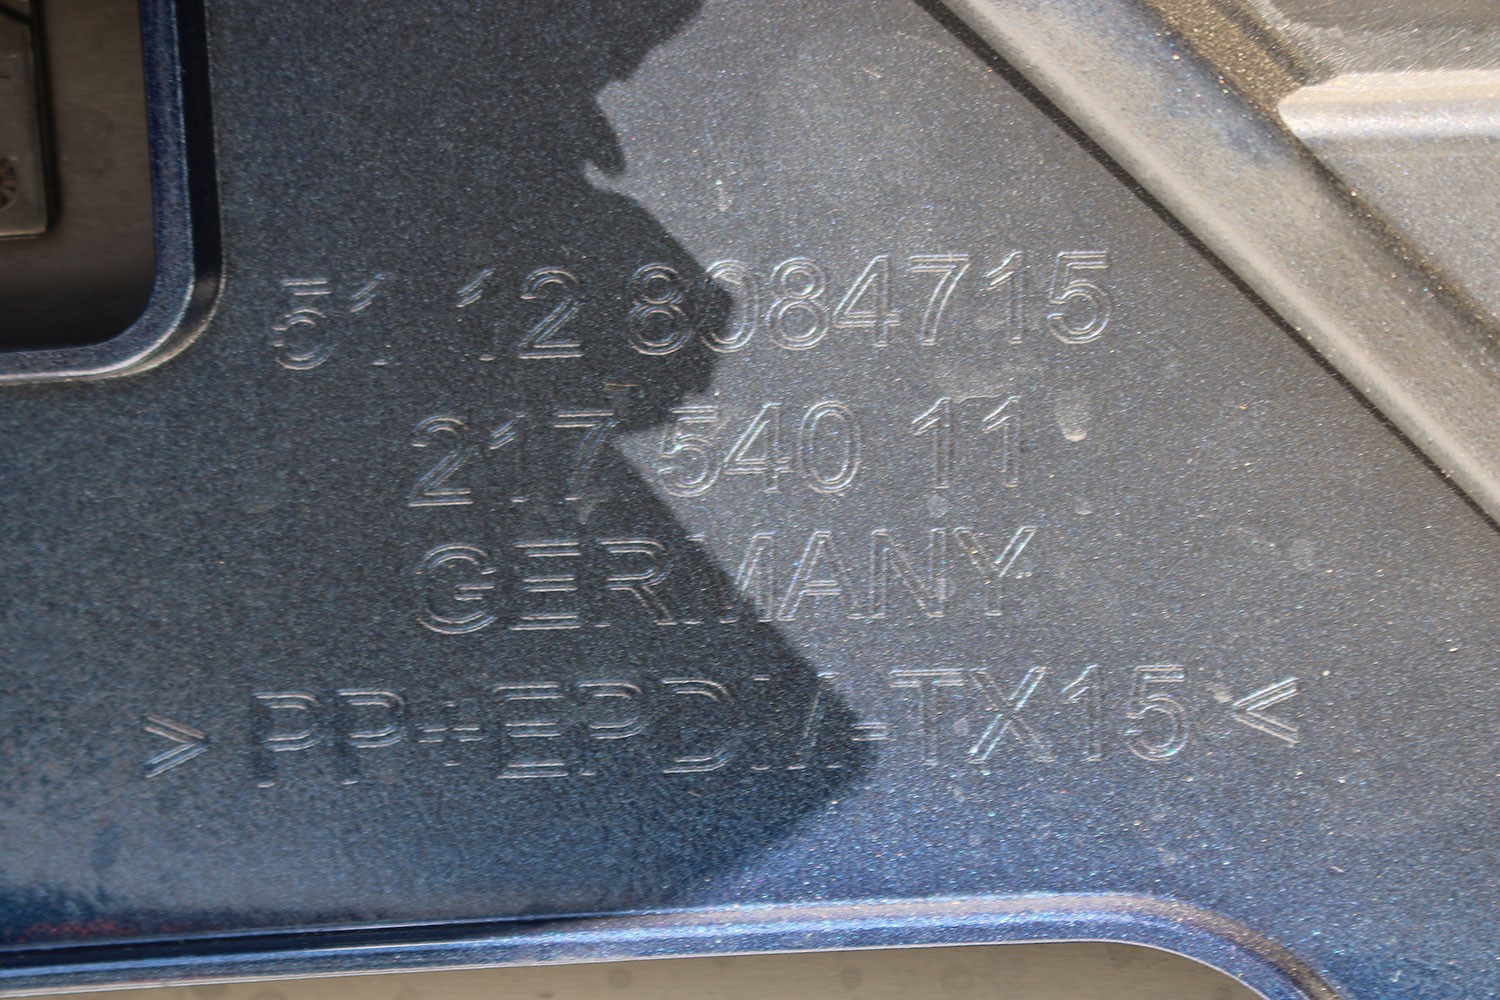 51 12 8084715
217 540 11
GERMANY
>PP+EPDM-TX15<